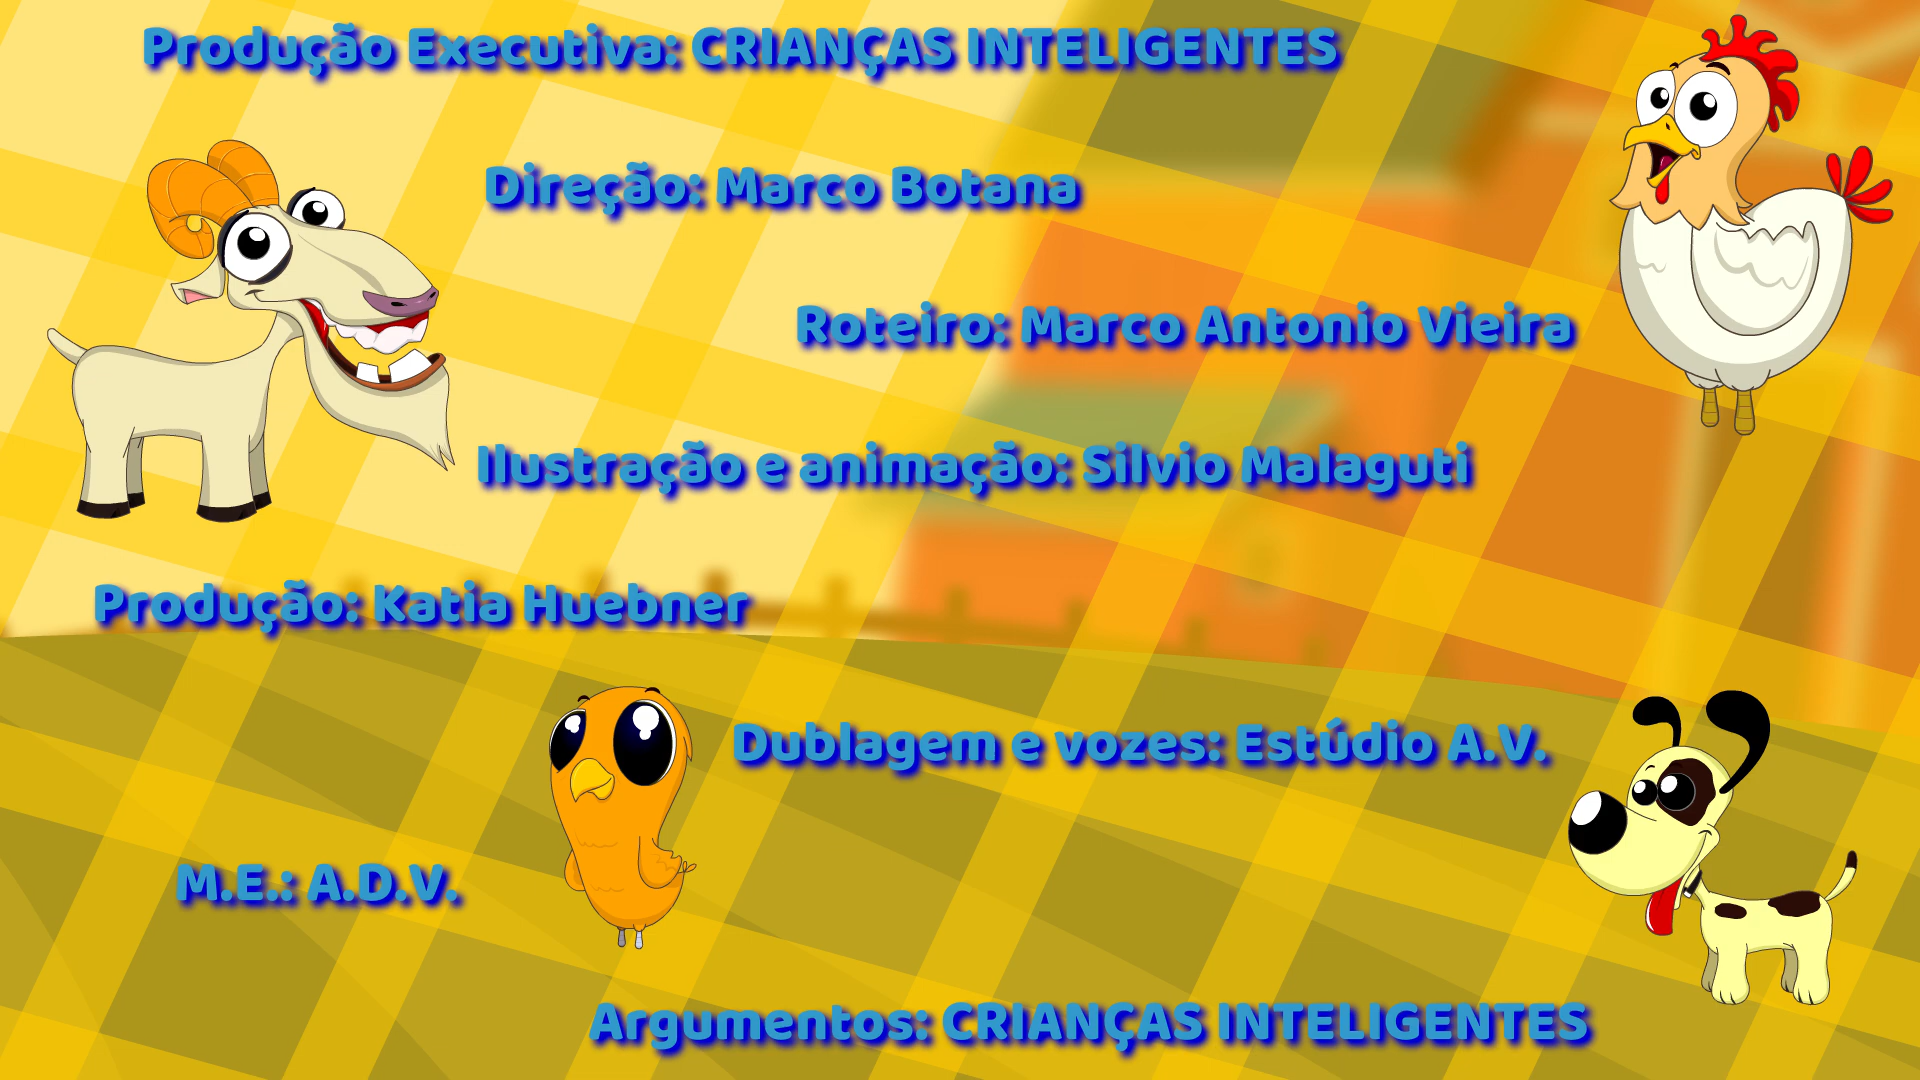 Produção Executiva: CRIANÇAS INTELIGENTES
Direção: Marco Botana
Roteiro: Marco Antonio Vieira
Ilustração e animação: Silvio Malaguti
Produção: Katia Huebner
Dublagem e vozes: Estúdio A.V.
M.E.: A.D.V.
Argumentos: CRIANÇAS INTELIGENTES